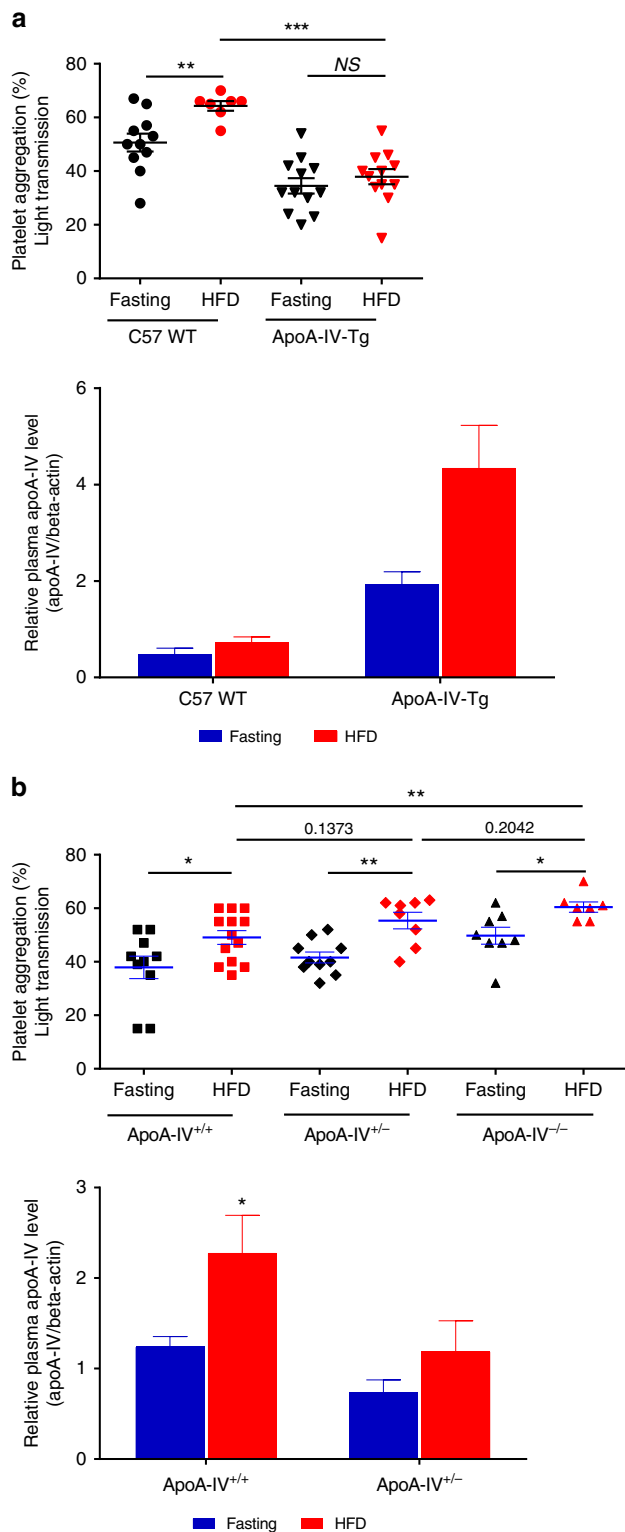 a
***
**
NS
80
60
40
20
0
Platelet aggregation (%)
Light transmission
Fasting HFD Fasting HFD
C57 WT ApoA-IV-Tg
6
4
2
0
Relative plasma apoA-IV level
(apoA-IV/beta-actin)
C57 WT ApoA-IV-Tg
Fasting HFD
b
**
0.1373 0.2042
* ** *
80
60
40
20
0
Platelet aggregation (%)
Light transmission
Fasting HFD Fasting HFD Fasting HFD
ApoA-IV+/+ ApoA-IV+/– ApoA-IV–/–
3
2
1
0
*
Relative plasma apoA-IV level
(apoA-IV/beta-actin)
ApoA-IV+/+ ApoA-IV+/–
Fasting HFD